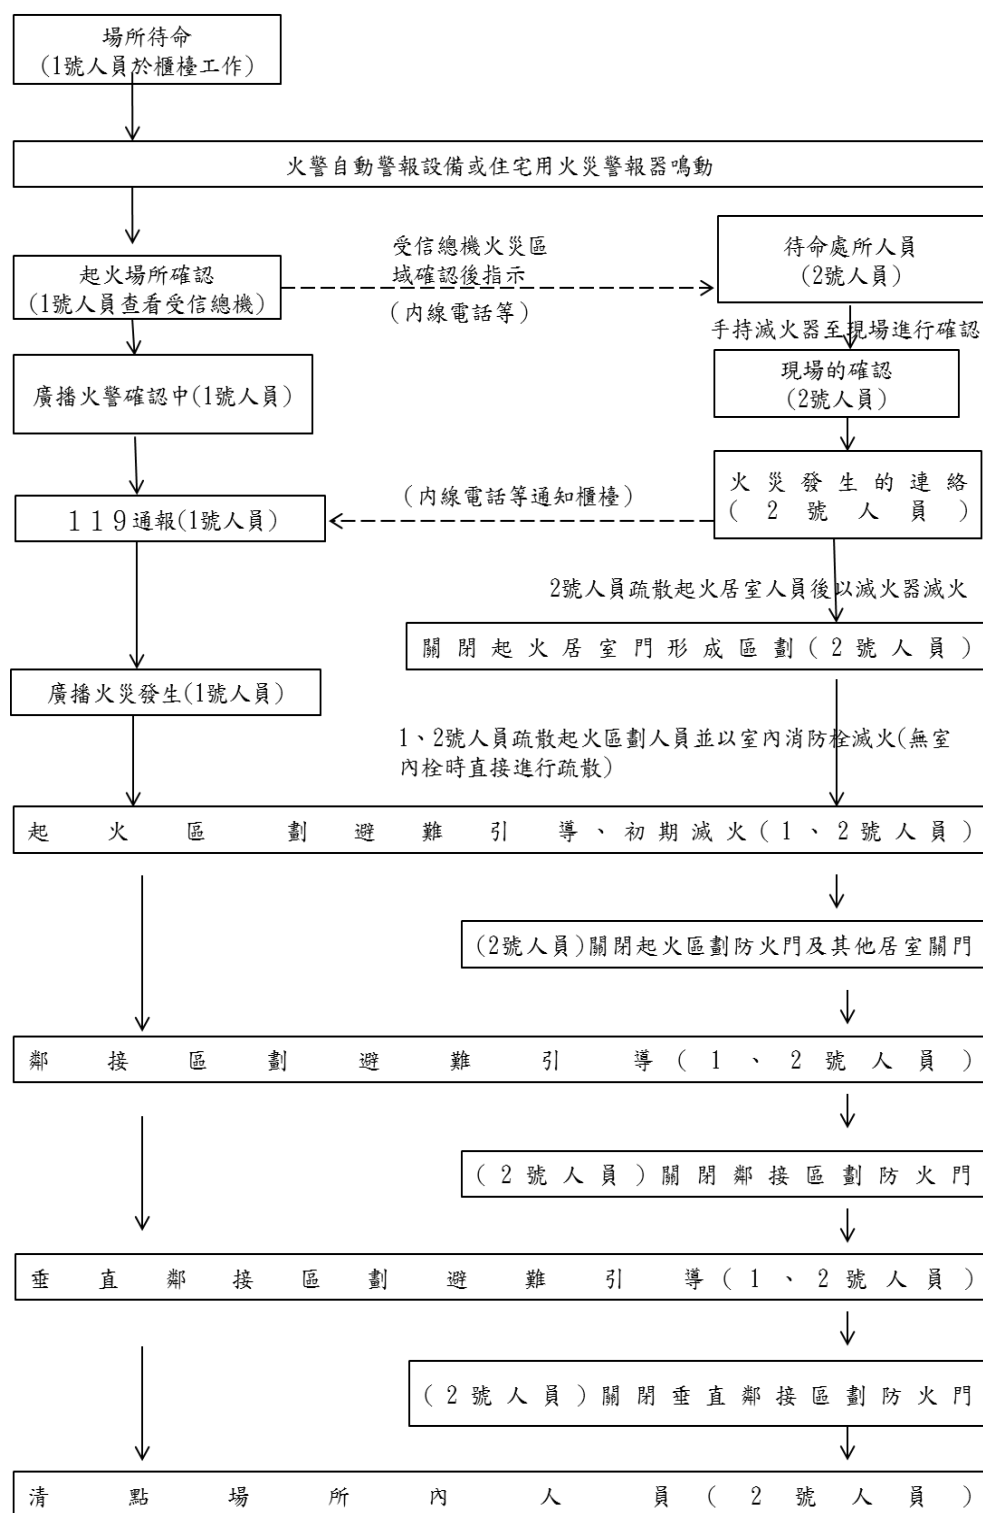 場所待命
(1號人員於櫃檯工作)
火警自動警報設備或住宅用火災警報器鳴動
起火場所確認
(1號人員查看受信總機)
受信總機火災區
域確認後指示
(內線電話等)
待命處所人員
(2號人員)
手持滅火器至現場進行確認
廣播火警確認中(1號人員)
現場的確認
(2號人員)
火災發生的連絡
(2號人員)
(內線電話等通知櫃檯)
119通報(1號人員)
2號人員疏散起火居室人員後以滅火器滅火
關閉起火居室門形成區劃(2號人員)
廣播火災發生(1號人員)
1、2號人員疏散起火區劃人員並以室內消防栓滅火(無室
內栓時直接進行疏散)
起火區劃避難引導、初期滅火(1、2號人員)
(2號人員)關閉起火區劃防火門及其他居室關門
鄰接區劃避難引導(1、2號人員)
(2號人員)關閉鄰接區劃防火門
垂直鄰接區劃避難引導(1、2號人員)
(2號人員)關閉垂直鄰接區劃防火門
清點場所內人員(2號人員)